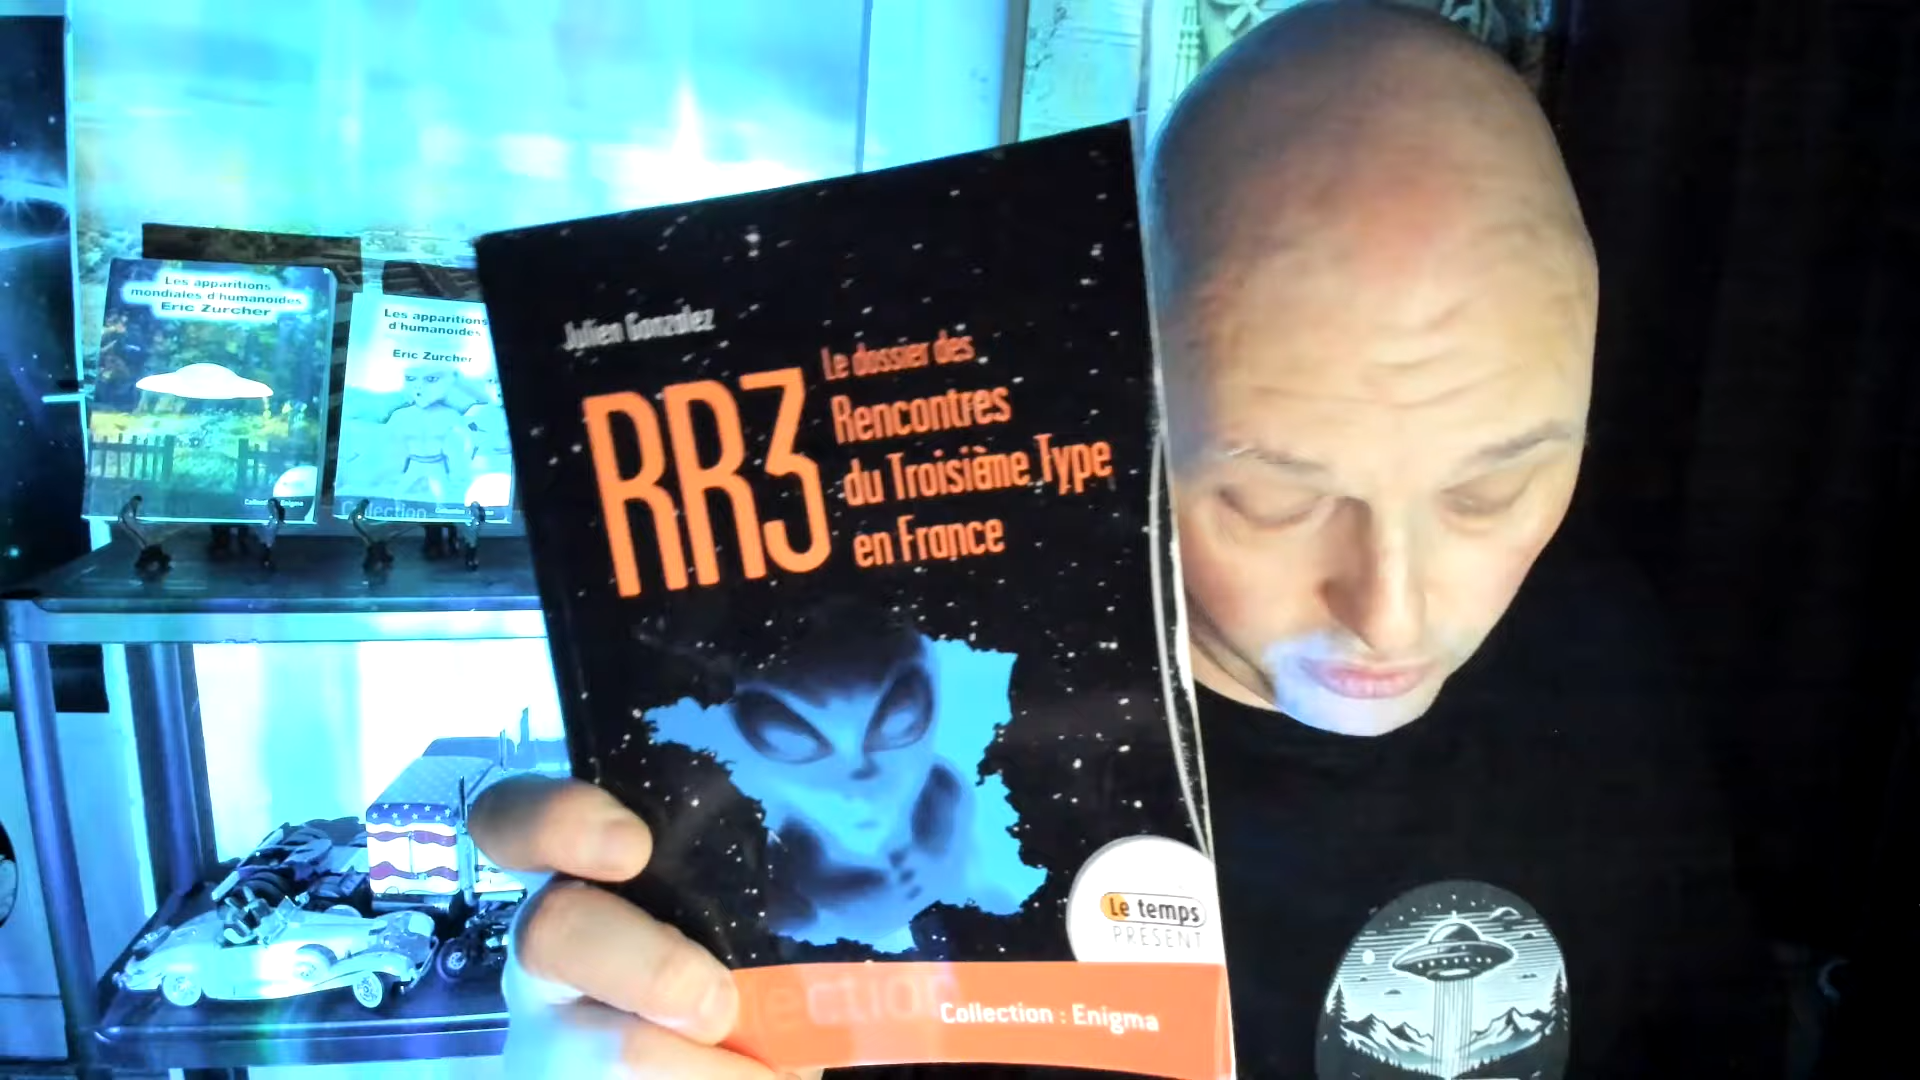 Les apparitions
mondiales d'humanoïdes
Eric Zurcher
Collection Enigma
Les apparitions
d'humanoïdes
Eric Zurcher
Collection
Julien Gonzalez
RR3
Le dossier des
Rencontres
du Troisième Type
en France
Le temps
PRÉSENT
Collection : Enigma